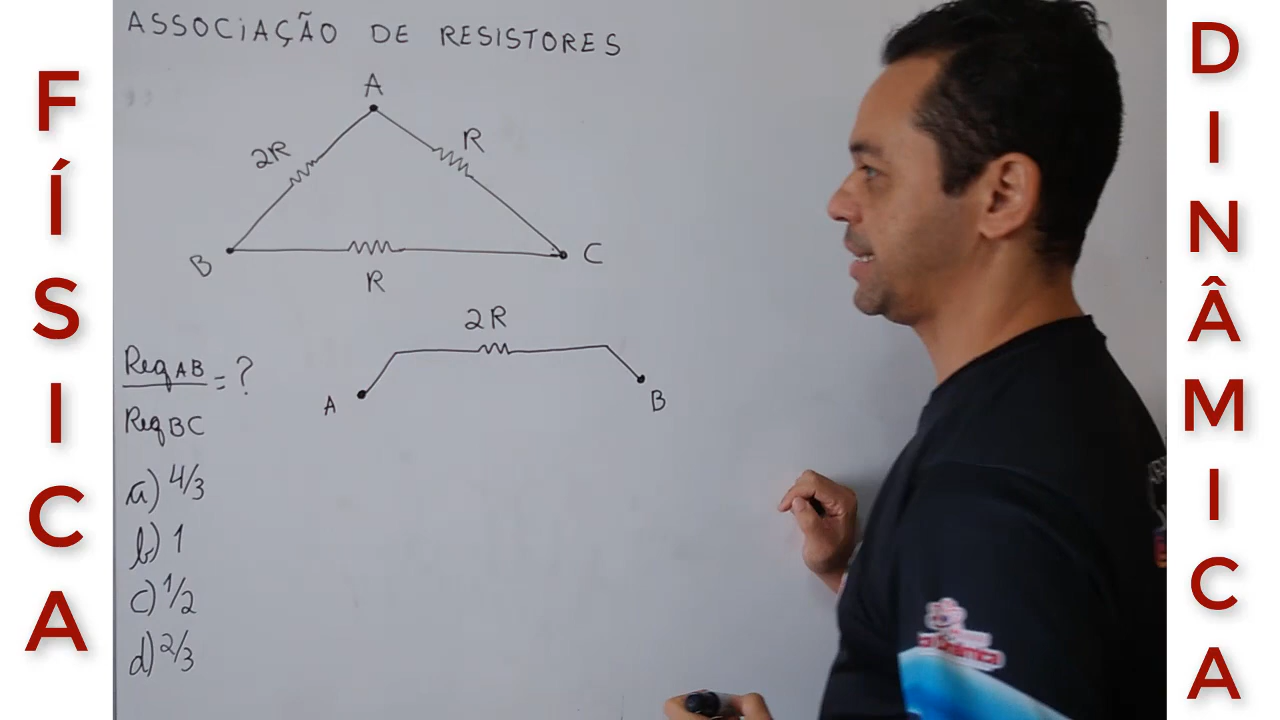 FÍSICA
ASSOCIAÇÃO DE RESISTORES
A
2R
R
B
C
R
2R
A
B
ReqAB
= ?
ReqBC
a) 4/3
b) 1
c) 1/2
d) 2/3
DINÂMICA